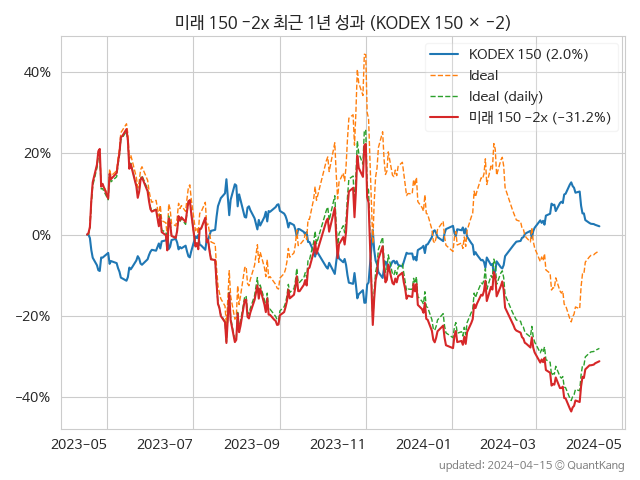 미래 150 −2x 최근 1년 성과 (KODEX 150 × −2)
KODEX 150 (2.0%)
Ideal
Ideal (daily)
미래 150 −2x (−31.2%)
40%
20%
0%
−20%
−40%
2023-05 2023-07 2023-09 2023-11 2024-01 2024-03 2024-05
updated: 2024-04-15 © QuantKang